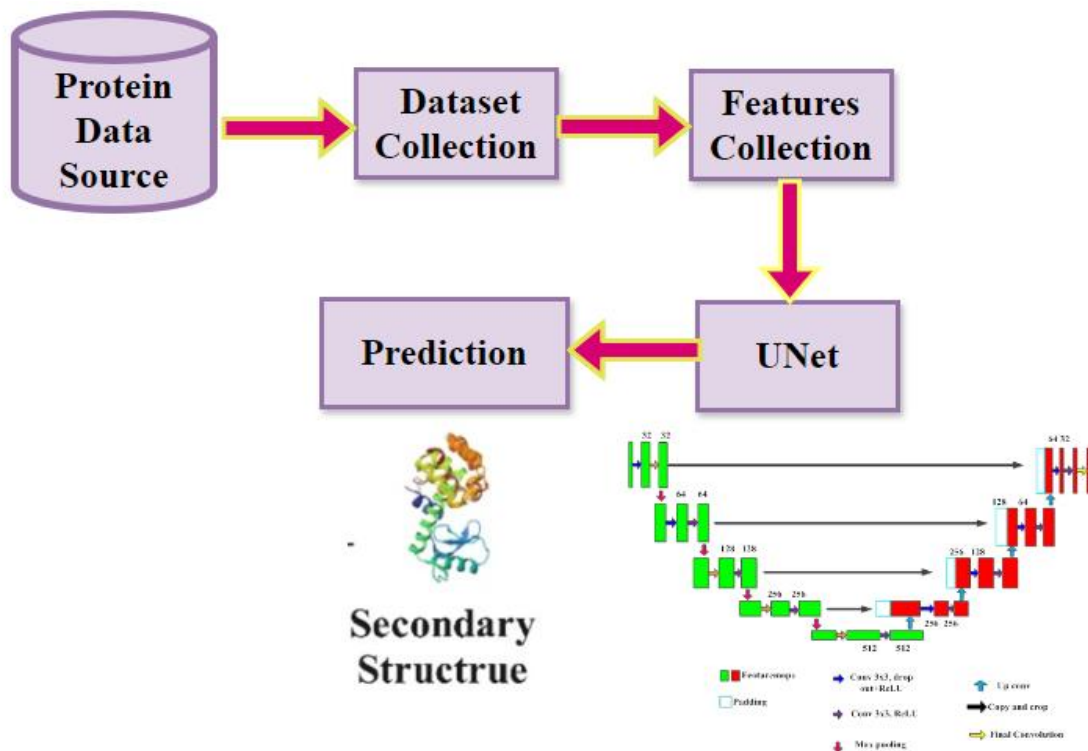 Protein
Data
Source
Dataset
Collection
Features
Collection
Prediction
UNet
Secondary
Structrue
32 32
64 64
128 128
256 256
512 512
256 256
256 128
128 64
64 32
Featuremaps
Padding
Conv 3x3, drop
out+ReLU
Conv 3x3, ReLU
Max pooling
Up conv
Copy and crop
Final Convolution